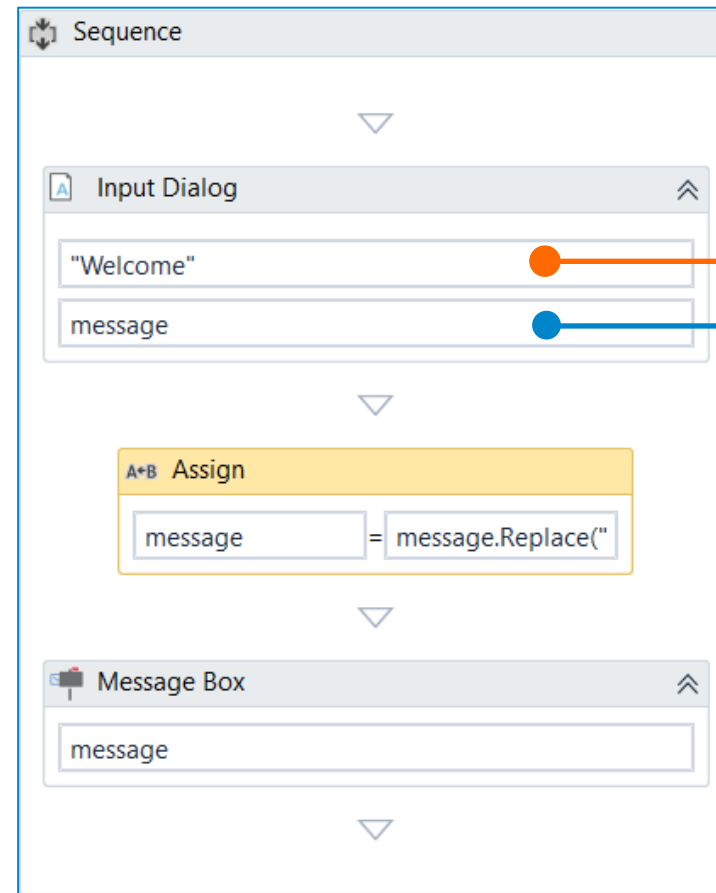 Sequence
Input Dialog
"Welcome"
message
A+B Assign
message = message.Replace("
Message Box
message